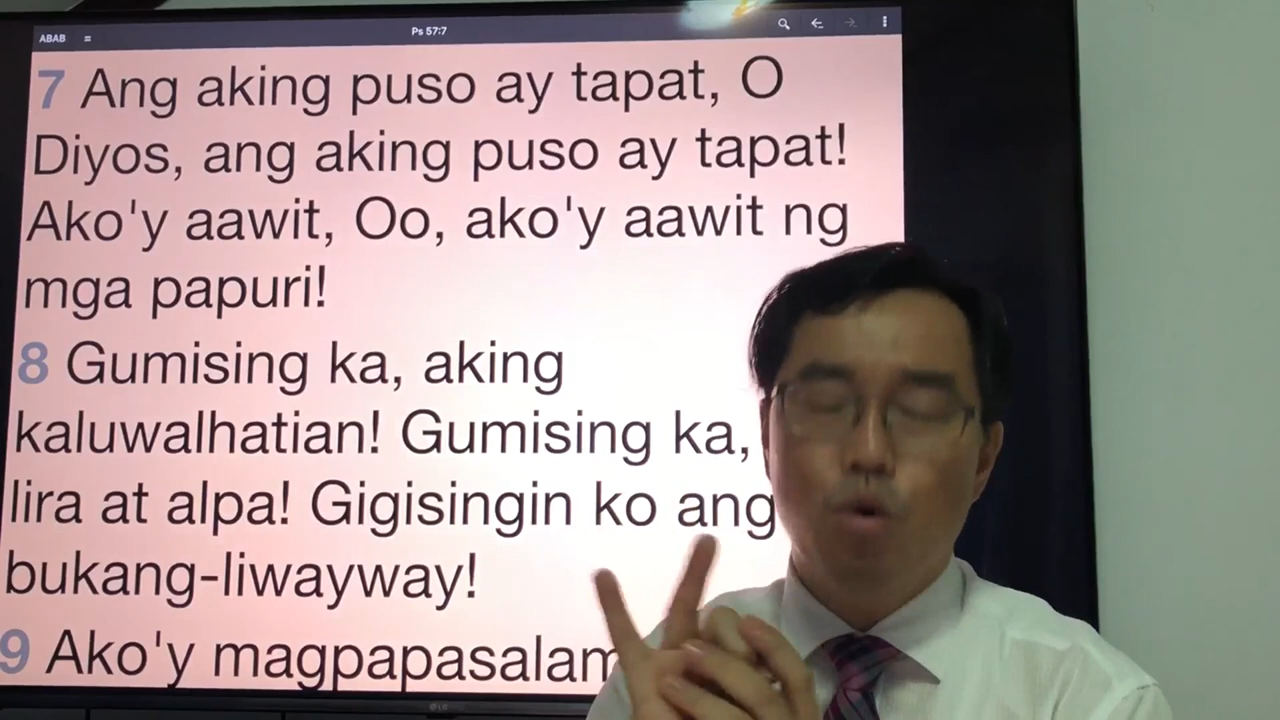 ABAB
Ps 57:7
7 Ang aking puso ay tapat, O
Diyos, ang aking puso ay tapat!
Ako'y aawit, Oo, ako'y aawit ng
mga papuri!
8 Gumising ka, aking
kaluwalhatian! Gumising ka,
lira at alpa! Gigisingin ko ang
bukang-liwayway!
9 Ako'y
LG